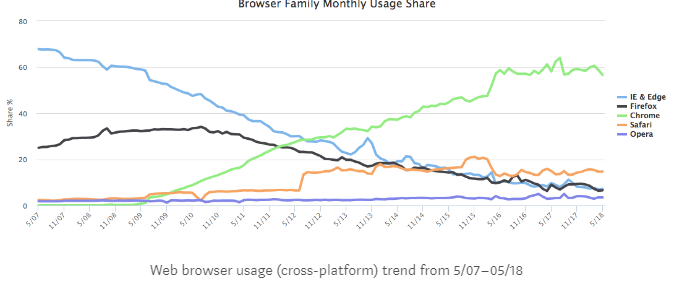 Browser Family Monthly Usage Share
80
60
40
20
0
Share %
5/07 11/07 5/08 11/08 5/09 11/09 5/10 11/10 5/11 11/11 5/12 11/12 5/13 11/13 5/14 11/14 5/15 11/15 5/16 11/16 5/17 11/17 5/18
IE & Edge
Firefox
Chrome
Safari
Opera
Web browser usage (cross-platform) trend from 5/07–05/18